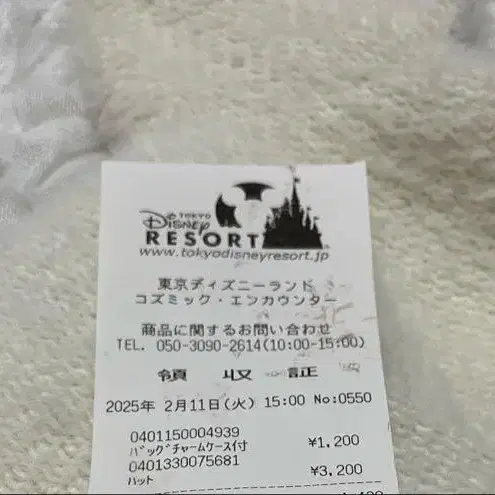 TOKYO
Disney
RESORT
www.tokyodisneyresort.jp
東京ディズニーランド
コズミック・エンカウンター
商品に関するお問い合わせ
TEL. 050-3090-2614(10:00-15:00)
領 収 証
2025年 2月11日(火) 15:00 No:0550
0401150004939
ﾊﾞｯｸﾞﾁｬｰﾑｹｰｽｲ寸 ¥1,200
0401330075681
ﾊｯﾄ ¥3,200